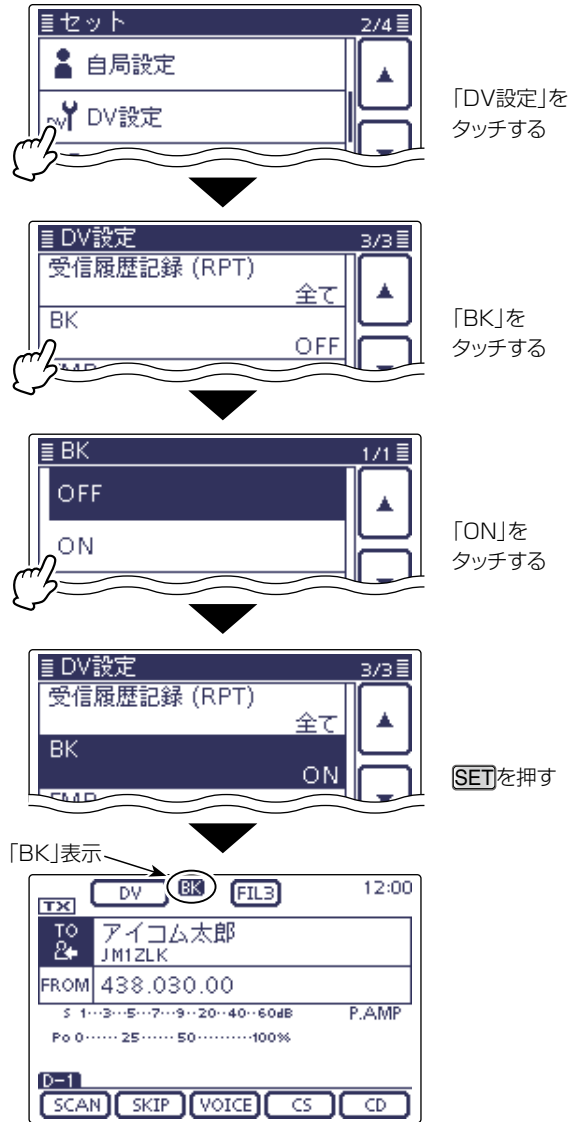 セット 2/4
自局設定
DV設定
「DV設定」を
タッチする
DV設定 3/3
受信履歴記録 (RPT)
全て
BK
OFF
EMR
「BK」を
タッチする
BK 1/1
OFF
ON
「ON」を
タッチする
DV設定 3/3
受信履歴記録 (RPT)
全て
BK
ON
EMR
SETを押す
「BK」表示
TX DV BK FIL3 12:00
TO アイコム太郎
JM1ZLK
FROM 438.030.00
S 1···3···5···7···9··20··40··60dB P.AMP
Po 0······25······50··········100%
D-1
SCAN SKIP VOICE CS CD